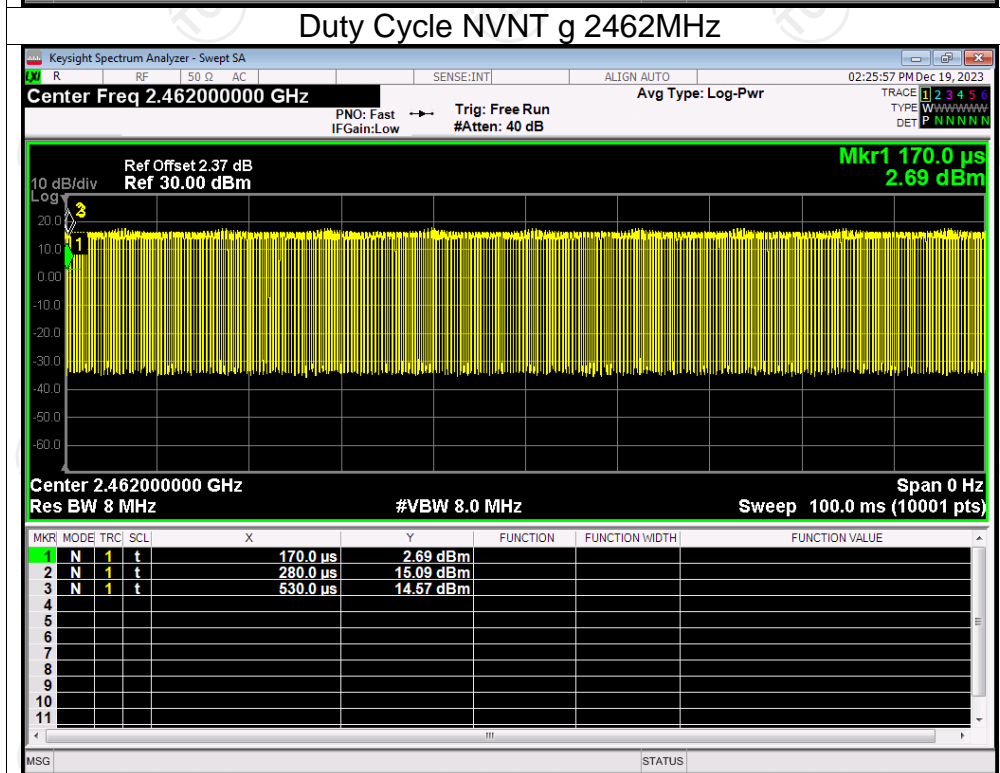 Duty Cycle NVNT g 2462MHz
Keysight Spectrum Analyzer - Swept SA
LXI R RF 50 Ω AC SENSE:INT ALIGN AUTO 02:25:57 PM Dec 19, 2023
Center Freq 2.462000000 GHz Avg Type: Log-Pwr TRACE 1 2 3 4 5 6
PNO: Fast Trig: Free Run TYPE WWWWWW
IFGain:Low #Atten: 40 dB DET P N N N N N
Mkr1 170.0 µs
Ref Offset 2.37 dB
10 dB/div Ref 30.00 dBm 2.69 dBm
Log
3
20.0
1
10.0
0.00
-10.0
-20.0
-30.0
-40.0
-50.0
-60.0
Center 2.462000000 GHz Span 0 Hz
Res BW 8 MHz #VBW 8.0 MHz Sweep 100.0 ms (10001 pts)
MKR MODE TRC SCL X Y FUNCTION FUNCTION WIDTH FUNCTION VALUE
1 N 1 t 170.0 µs 2.69 dBm
2 N 1 t 280.0 µs 15.09 dBm
3 N 1 t 530.0 µs 14.57 dBm
4
5
6
7
8
9
10
11
MSG STATUS